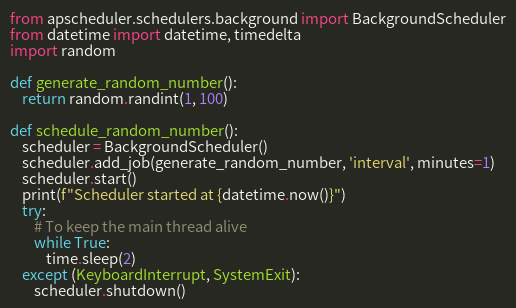 from apscheduler.schedulers.background import BackgroundScheduler
from datetime import datetime, timedelta
import random

def generate_random_number():
    return random.randint(1, 100)

def schedule_random_number():
    scheduler = BackgroundScheduler()
    scheduler.add_job(generate_random_number, 'interval', minutes=1)
    scheduler.start()
    print(f"Scheduler started at {datetime.now()}")
    try:
        # To keep the main thread alive
        while True:
            time.sleep(2)
    except (KeyboardInterrupt, SystemExit):
        scheduler.shutdown()